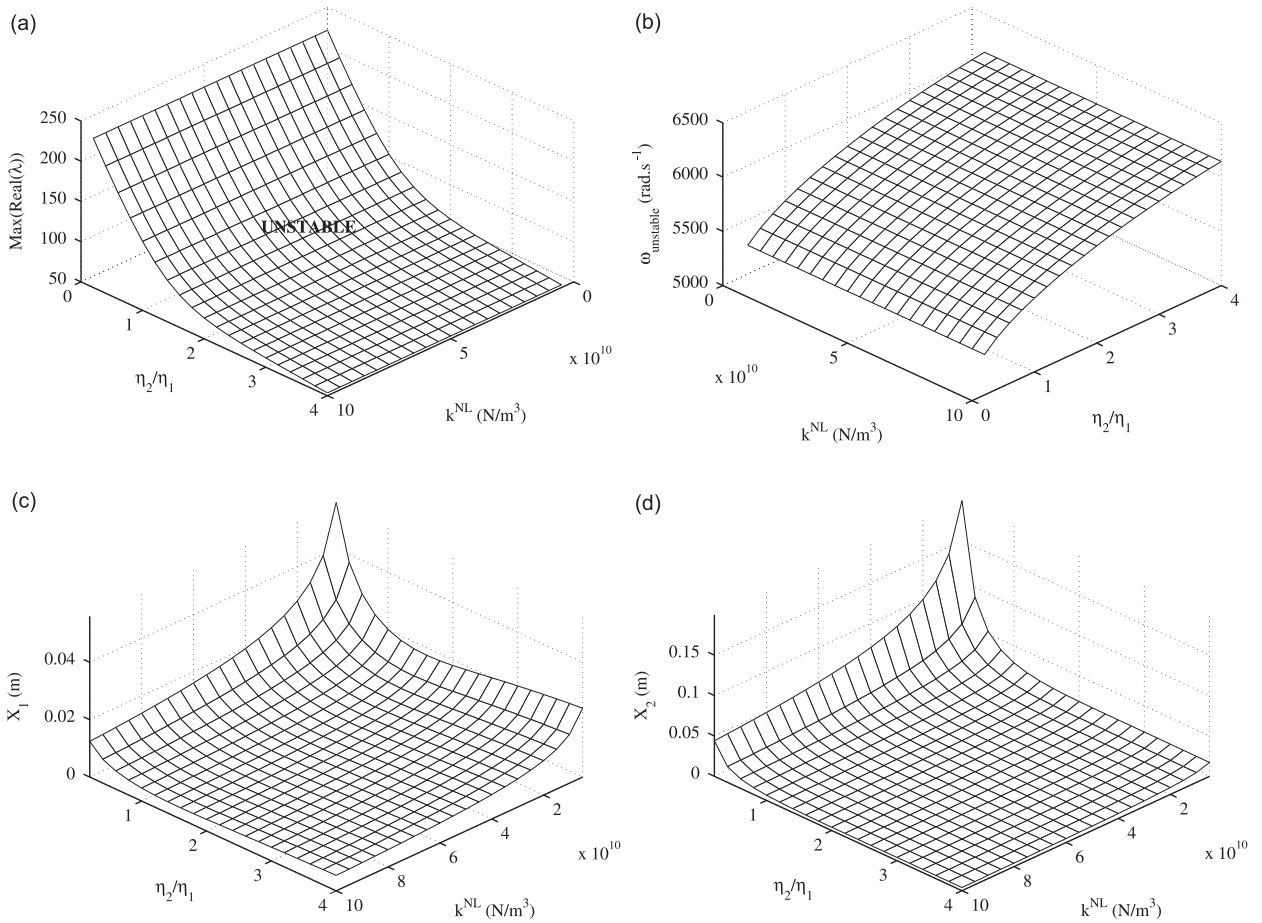 (a)
250
200
150
100
50
Max(Real(λ))
UNSTABLE
0
1
2
3
4
η2/η1
10
5
0
x 10^10
k^NL (N/m^3)
(b)
6500
6000
5500
5000
ω_unstable (rad.s^-1)
0
5
10
x 10^10
k^NL (N/m^3)
0
1
2
3
4
η2/η1
(c)
0.04
0.02
0
X1 (m)
1
2
3
4
η2/η1
10
8
6
4
2
x 10^10
k^NL (N/m^3)
(d)
0.15
0.1
0.05
0
X2 (m)
1
2
3
4
η2/η1
10
8
6
4
2
x 10^10
k^NL (N/m^3)